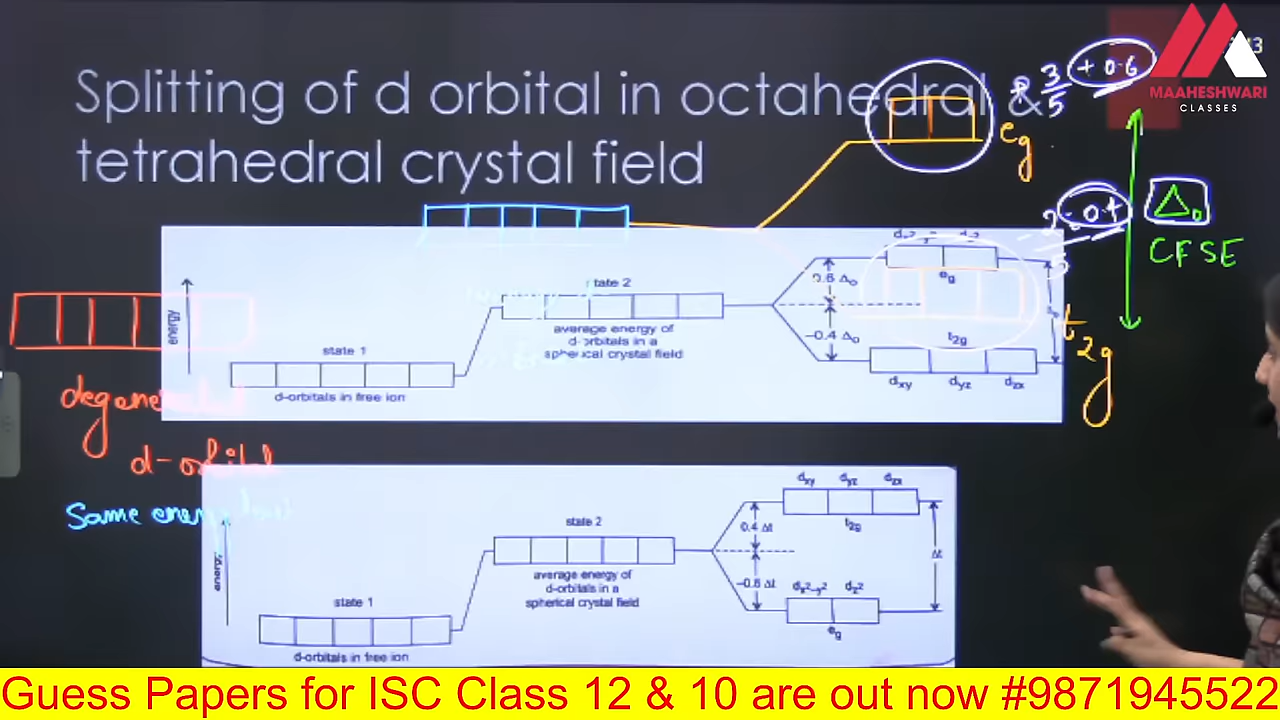 Splitting of d orbital in octahedral &
tetrahedral crystal field
3/5
+ 0.6
MAAHESHWARI
CLASSES
eg
Δo
CFSE
energy
state 1
d-orbitals in free ion
tate 2
average energy of
d-orbitals in a
spherical crystal field
0.6 Δo
-0.4 Δo
eg
t2g
dxy dyz dzx
t2g
d-orbital
Same energy
energy
state 1
d-orbitals in free ion
state 2
average energy of
d-orbitals in a
spherical crystal field
0.4 Δt
-0.6 Δt
dxy dyz dzx
t2g
Δt
dx²-y² dz²
eg
Guess Papers for ISC Class 12 & 10 are out now #9871945522